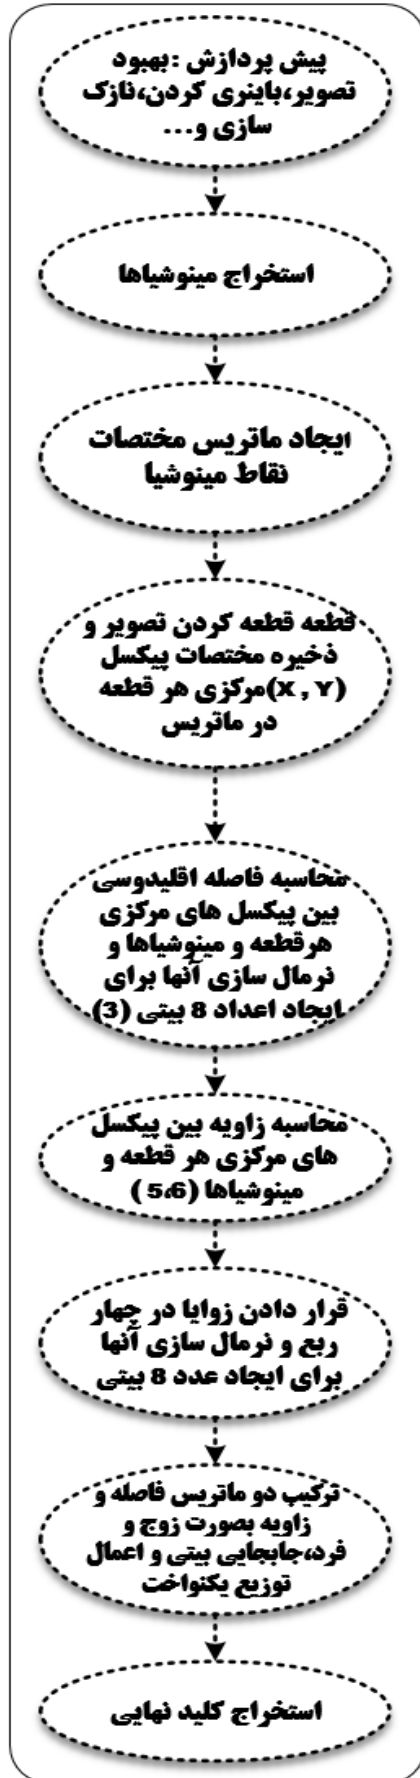 پیش پردازش :بهبود
تصویر،باینری کردن،نازک
سازی و...
استخراج مینوشیاها
ایجاد ماتریس مختصات
نقاط مینوشیا
قطعه قطعه کردن تصویر و
ذخیره مختصات پیکسل
مرکزی هر قطعه(X , Y)
در ماتریس
محاسبه فاصله اقلیدوسی
بین پیکسل های مرکزی
هرقطعه و مینوشیاها و
نرمال سازی آنها برای
ایجاد اعداد 8 بیتی (3)
محاسبه زاویه بین پیکسل
های مرکزی هر قطعه و
مینوشیاها (5،6 )
قرار دادن زوایا در چهار
ربع و نرمال سازی آنها
برای ایجاد عدد 8 بیتی
ترکیب دو ماتریس فاصله و
زاویه بصورت زوج و
فرد،جابجایی بیتی و اعمال
توزیع یکنواخت
استخراج کلید نهایی